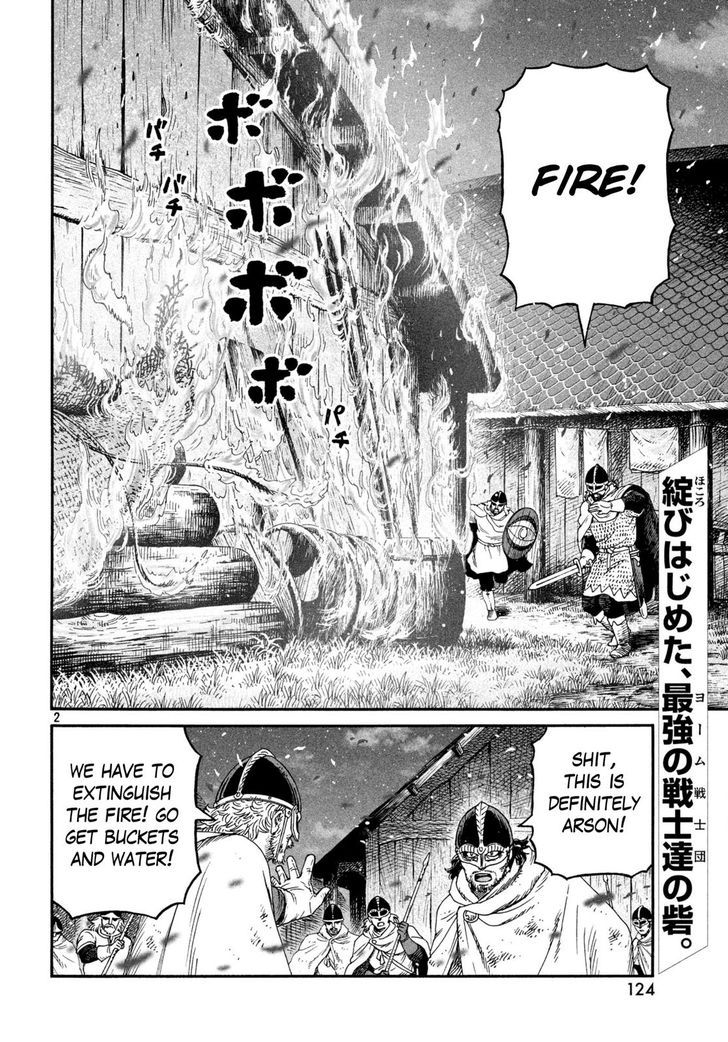 FIRE!
ボ
ボ
ボ
ボ
バチ
バチ
パチ
ほころ
綻びはじめた、最強の戦士達の砦。
ヨーム戦士団
2
SHIT,
THIS IS
DEFINITELY
ARSON!
WE HAVE TO
EXTINGUISH
THE FIRE! GO
GET BUCKETS
AND WATER!
124